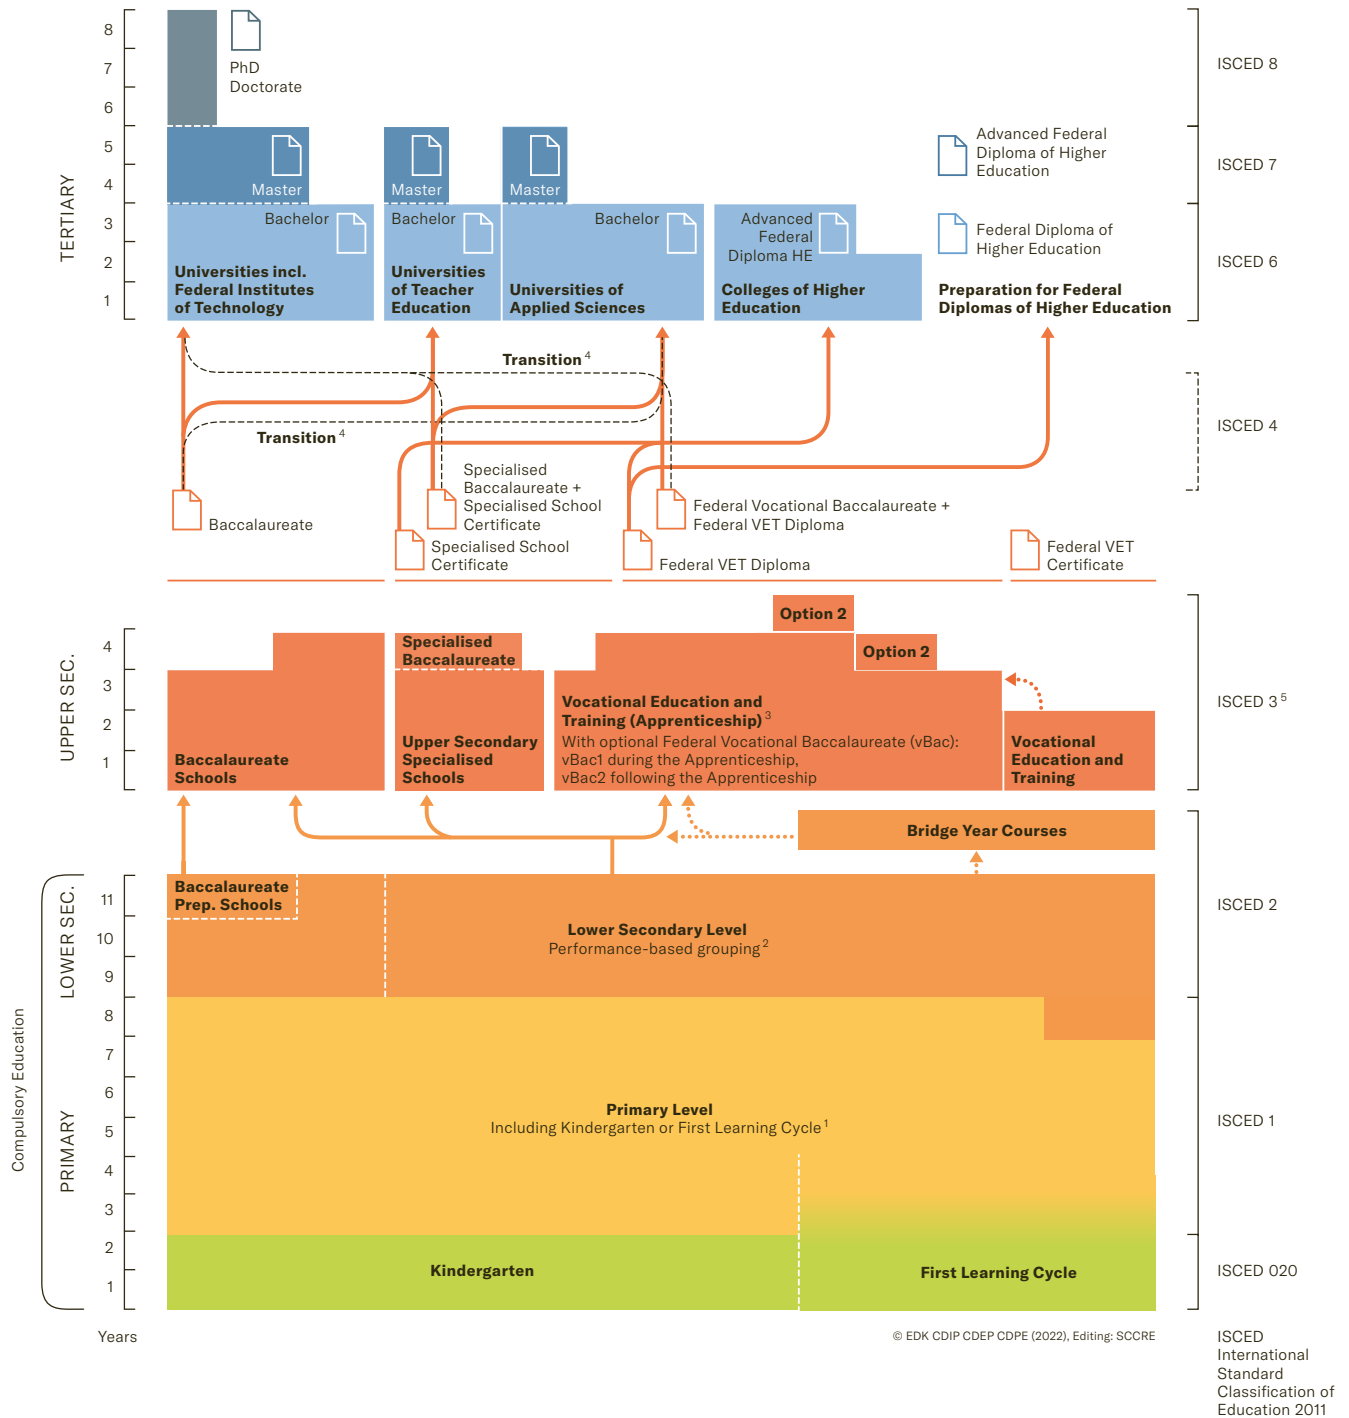 8
7
6
5
4
3
2
1
TERTIARY
PhD
Doctorate
Master
Master
Master
Bachelor
Bachelor
Bachelor
Advanced
Federal
Diploma HE
Universities incl.
Federal Institutes
of Technology
Universities
of Teacher
Education
Universities of
Applied Sciences
Colleges of Higher
Education
Advanced Federal
Diploma of Higher
Education
Federal Diploma of
Higher Education
Preparation for Federal
Diplomas of Higher Education
ISCED 8
ISCED 7
ISCED 6
Transition 4
Transition 4
ISCED 4
Baccalaureate
Specialised
Baccalaureate +
Specialised School
Certificate
Specialised School
Certificate
Federal Vocational Baccalaureate +
Federal VET Diploma
Federal VET Diploma
Federal VET
Certificate
UPPER SEC.
4
3
2
1
Baccalaureate
Schools
Specialised
Baccalaureate
Upper Secondary
Specialised
Schools
Option 2
Option 2
Vocational Education and
Training (Apprenticeship) 3
With optional Federal Vocational Baccalaureate (vBac):
vBac1 during the Apprenticeship,
vBac2 following the Apprenticeship
Vocational
Education and
Training
ISCED 3 5
Bridge Year Courses
Compulsory Education
LOWER SEC.
11
10
9
Baccalaureate
Prep. Schools
Lower Secondary Level
Performance-based grouping 2
ISCED 2
PRIMARY
8
7
6
5
4
3
2
1
Primary Level
Including Kindergarten or First Learning Cycle 1
ISCED 1
Kindergarten
First Learning Cycle
ISCED 020
Years
© EDK CDIP CDEP CDPE (2022), Editing: SCCRE
ISCED
International
Standard
Classification of
Education 2011